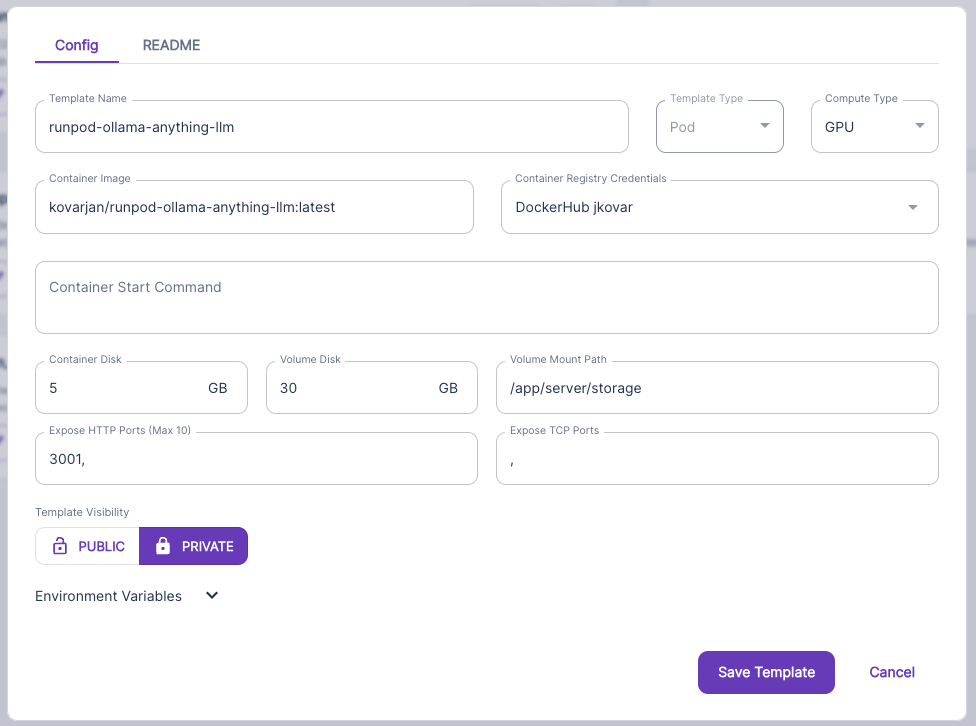 Config README
Template Name Template Type Compute Type
runpod-ollama-anything-llm Pod GPU
Container Image Container Registry Credentials
kovarjan/runpod-ollama-anything-llm:latest DockerHub jkovar
Container Start Command
Container Disk Volume Disk Volume Mount Path
5 GB 30 GB /app/server/storage
Expose HTTP Ports (Max 10) Expose TCP Ports
3001, ,
Template Visibility
PUBLIC PRIVATE
Environment Variables
Save Template Cancel